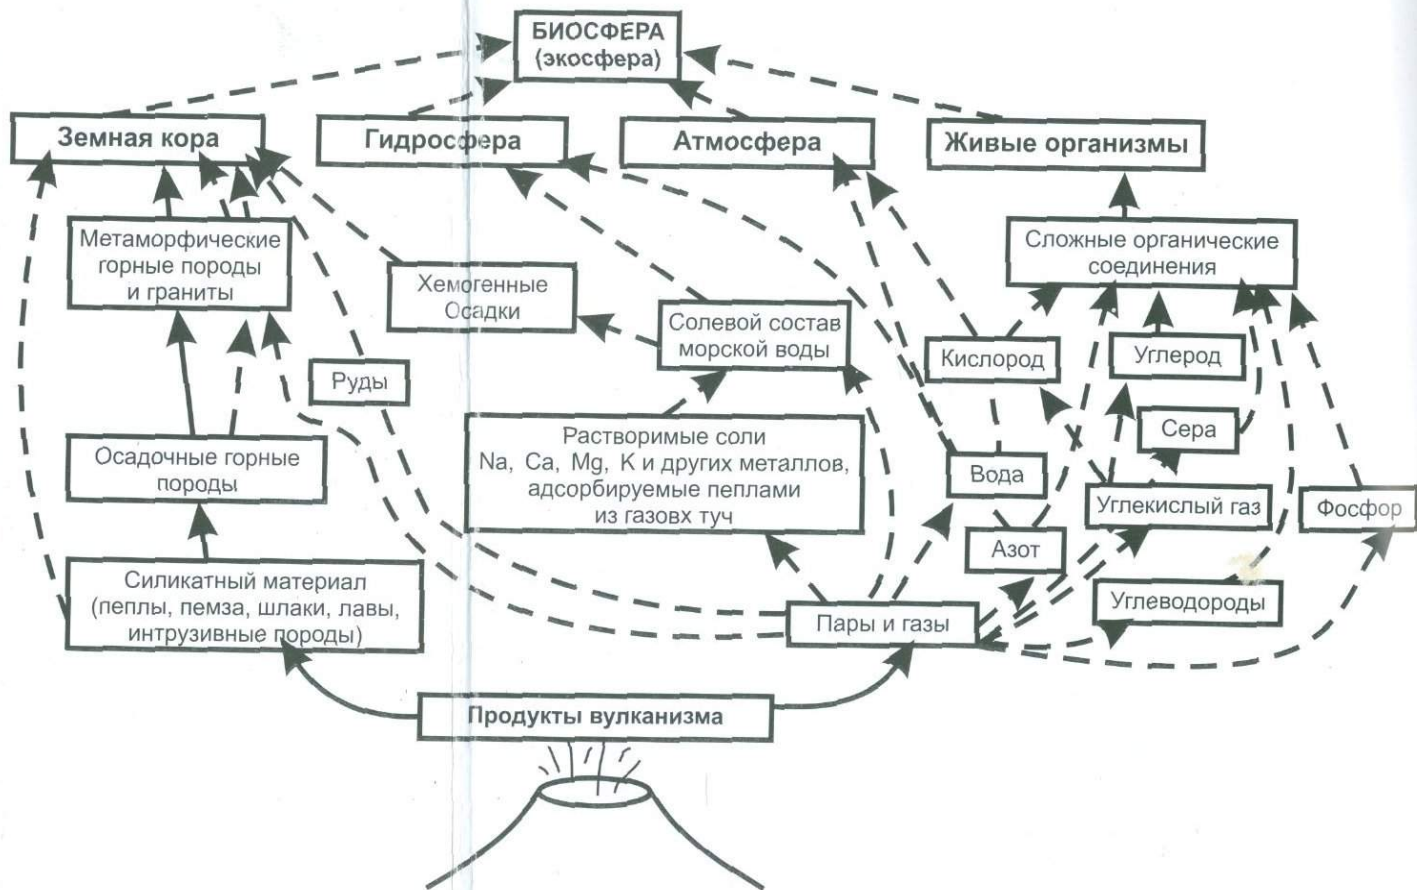 БИОСФЕРА
(экосфера)
Земная кора
Гидросфера
Атмосфера
Живые организмы
Метаморфические
горные породы
и граниты
Сложные органические
соединения
Хемогенные
Осадки
Солевой состав
морской воды
Кислород
Углерод
Руды
Сера
Осадочные горные
породы
Растворимые соли
Na, Ca, Mg, K и других металлов,
адсорбируемые пеплами
из газовх туч
Вода
Углекислый газ
Фосфор
Азот
Силикатный материал
(пеплы, пемза, шлаки, лавы,
интрузивные породы)
Пары и газы
Углеводороды
Продукты вулканизма